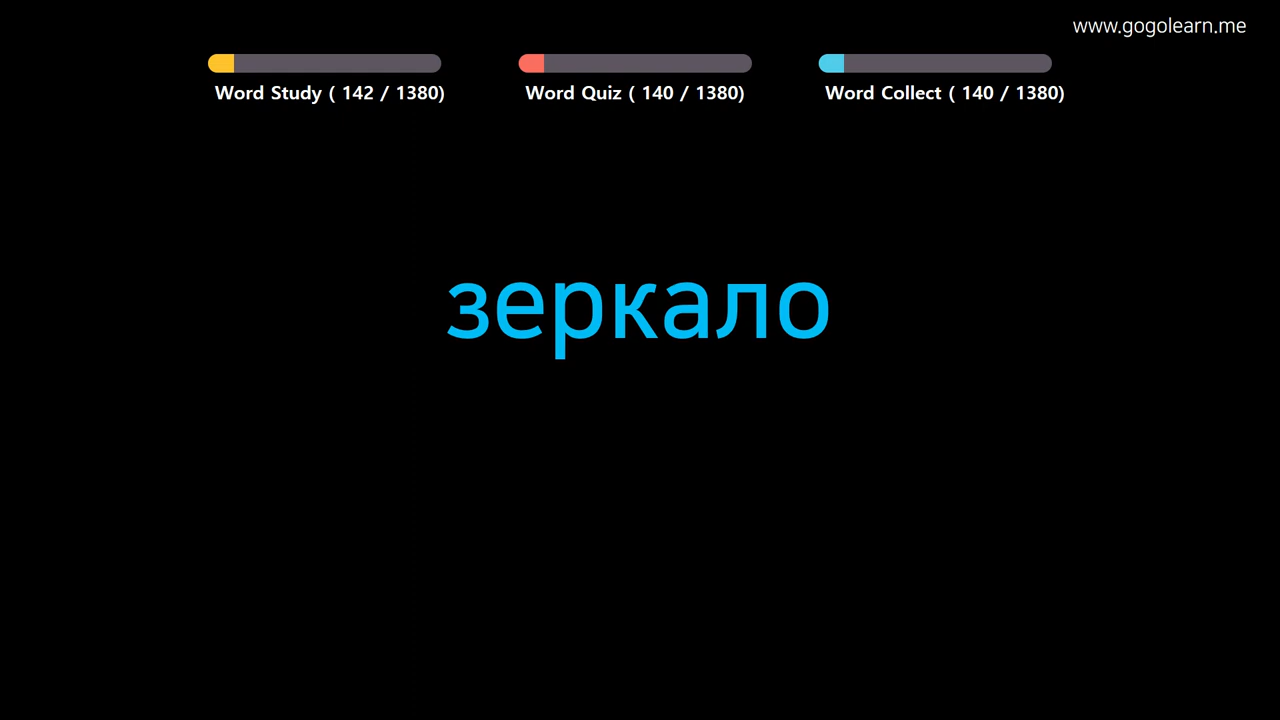 www.gogolearn.me
Word Study ( 142 / 1380)
Word Quiz ( 140 / 1380)
Word Collect ( 140 / 1380)
зеркало